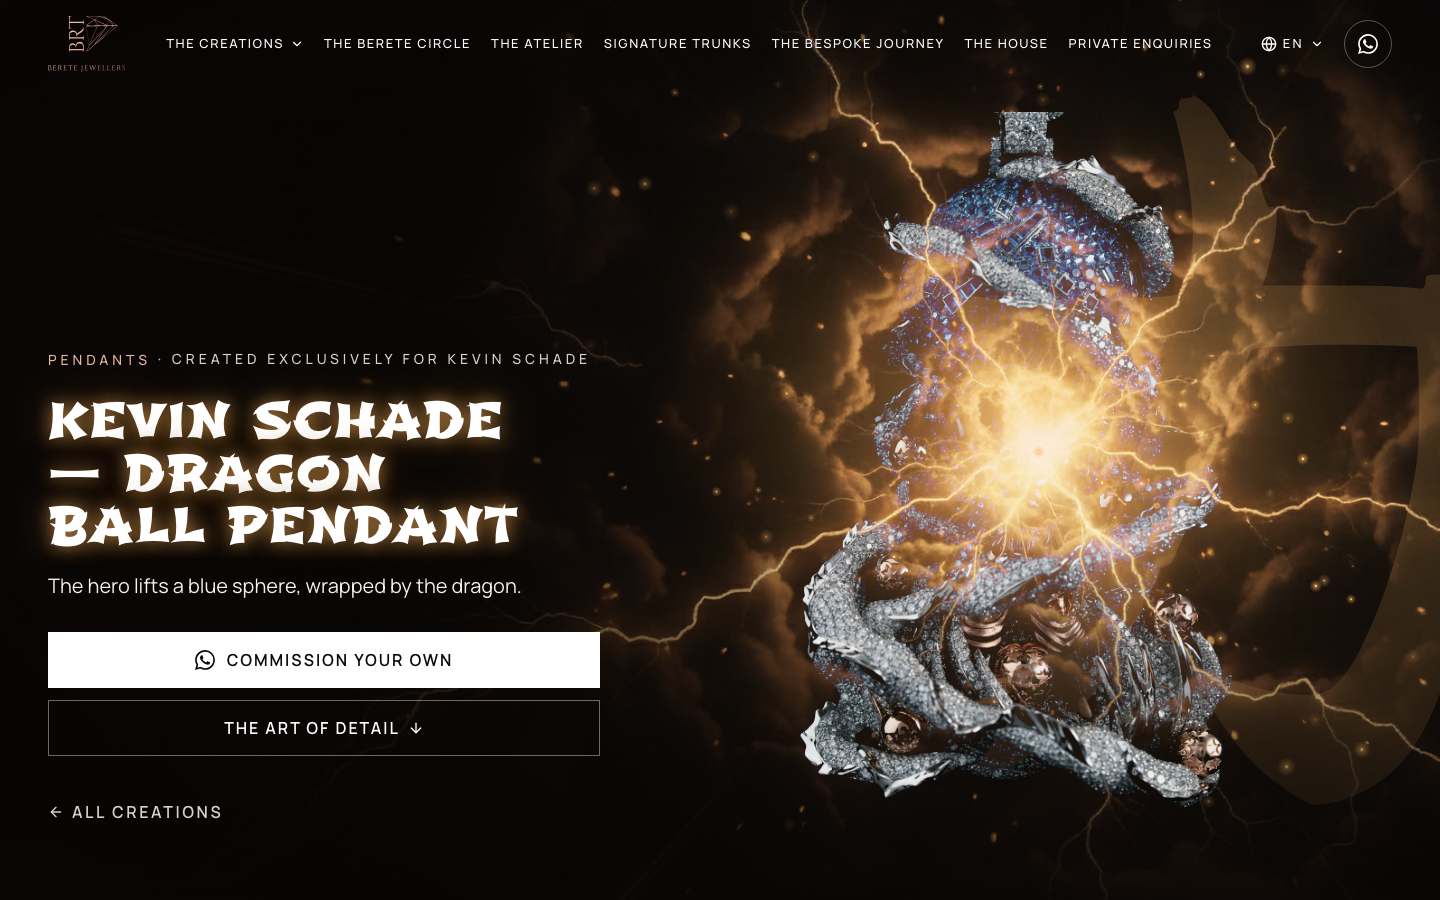 BRT
BERETE JEWELLERS
THE CREATIONS
THE BERETE CIRCLE
THE ATELIER
SIGNATURE TRUNKS
THE BESPOKE JOURNEY
THE HOUSE
PRIVATE ENQUIRIES
EN
PENDANTS · CREATED EXCLUSIVELY FOR KEVIN SCHADE
KEVIN SCHADE
— DRAGON
BALL PENDANT
The hero lifts a blue sphere, wrapped by the dragon.
COMMISSION YOUR OWN
THE ART OF DETAIL ↓
← ALL CREATIONS